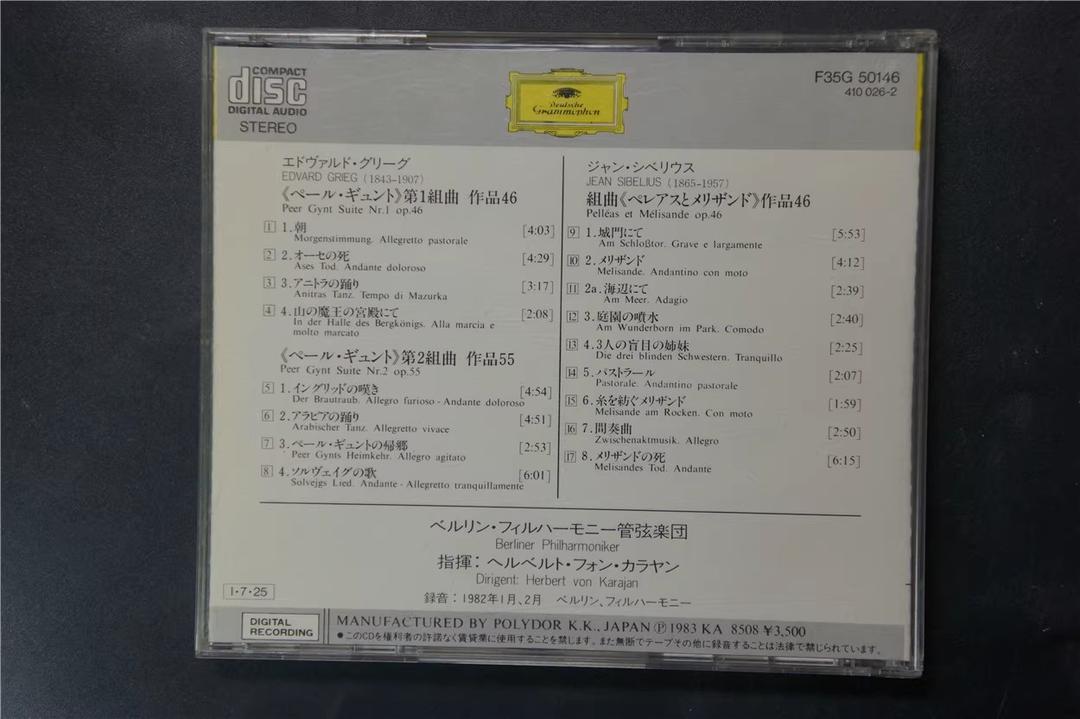 COMPACT
disc
DIGITAL AUDIO
STEREO
Deutsche
Grammophon
F35G 50146
410 026-2
エドヴァルド・グリーグ
EDVARD GRIEG (1843-1907)
《ペール・ギュント》第1組曲 作品46
Peer Gynt Suite Nr.1 op.46
1 1.朝 [4:03]
Morgenstimmung. Allegretto pastorale
2 2.オーセの死 [4:29]
Ases Tod. Andante doloroso
3 3.アニトラの踊り [3:17]
Anitras Tanz. Tempo di Mazurka
4 4.山の魔王の宮殿にて [2:08]
In der Halle des Bergkönigs. Alla marcia e
molto marcato
《ペール・ギュント》第2組曲 作品55
Peer Gynt Suite Nr.2 op.55
5 1.イングリッドの嘆き [4:54]
Der Brautraub. Allegro furioso - Andante doloroso
6 2.アラビアの踊り [4:51]
Arabischer Tanz. Allegretto vivace
7 3.ペール・ギュントの帰郷 [2:53]
Peer Gynts Heimkehr. Allegro agitato
8 4.ソルヴェイグの歌 [6:01]
Solvejgs Lied. Andante - Allegretto tranquillamente
ジャン・シベリウス
JEAN SIBELIUS (1865-1957)
組曲《ペレアスとメリザンド》作品46
Pelléas et Mélisande op.46
9 1.城門にて [5:53]
Am Schloßtor. Grave e largamente
10 2.メリザンド [4:12]
Melisande. Andantino con moto
11 2a.海辺にて [2:39]
Am Meer. Adagio
12 3.庭園の噴水 [2:40]
Am Wunderborn im Park. Comodo
13 4.3人の盲目の姉妹 [2:25]
Die drei blinden Schwestern. Tranquillo
14 5.パストラール [2:07]
Pastorale. Andantino pastorale
15 6.糸を紡ぐメリザンド [1:59]
Melisande am Rocken. Con moto
16 7.間奏曲 [2:50]
Zwischenaktmusik. Allegro
17 8.メリザンドの死 [6:15]
Melisandes Tod. Andante
ベルリン・フィルハーモニー管弦楽団
Berliner Philharmoniker
指揮:ヘルベルト・フォン・カラヤン
Dirigent: Herbert von Karajan
録音:1982年1月、2月 ベルリン、フィルハーモニー
I・7・25
DIGITAL
RECORDING
MANUFACTURED BY POLYDOR K.K., JAPAN Ⓟ 1983 KA 8508 ¥3,500
●このCDを権利者の許諾なく賃貸業に使用することを禁じます。また無断でテープその他に録音することは法律で禁じられています。